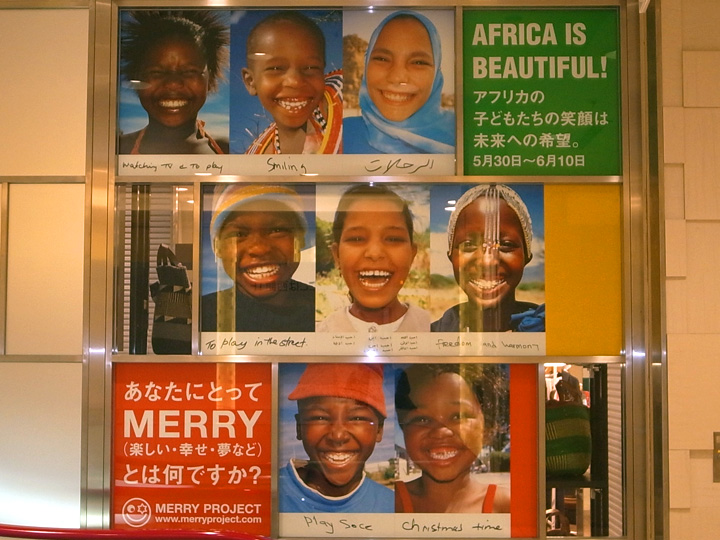 AFRICA IS
BEAUTIFUL!
アフリカの
子どもたちの笑顔は
未来への希望。
5月30日〜6月10日
Watching TV to play
Smiling
الرحلات
To play in the street
freedom and harmony
あなたにとって
MERRY
(楽しい・幸せ・夢など)
とは何ですか?
MERRY PROJECT
www.merryproject.com
Play Socc
Christmas time